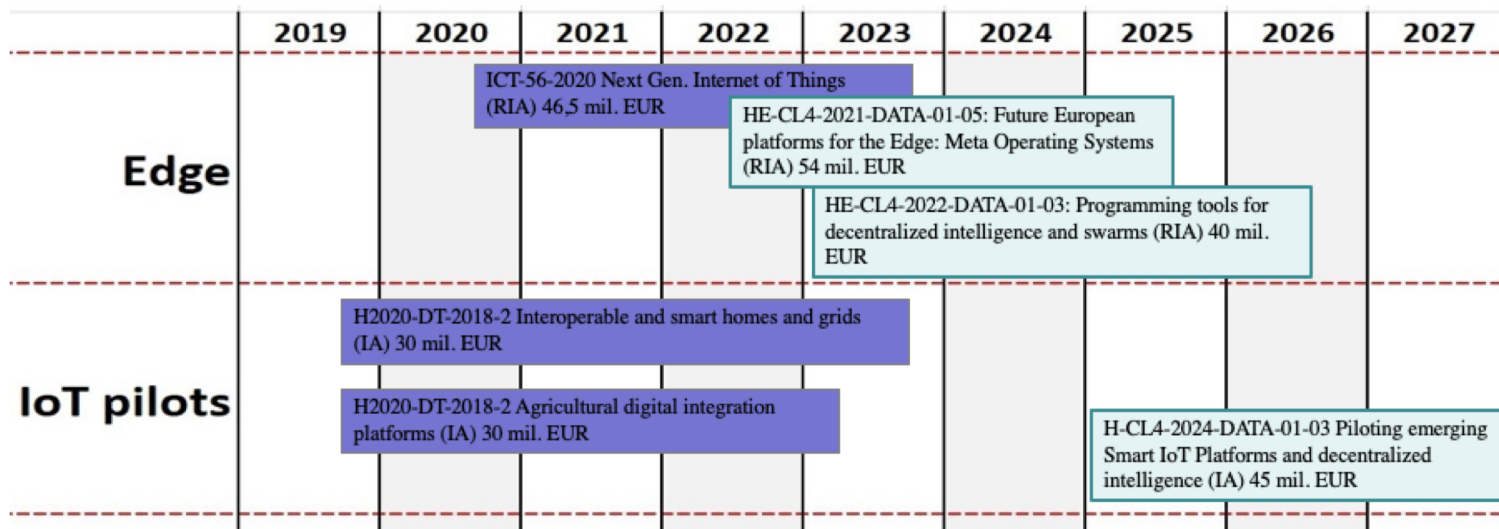 2019 2020 2021 2022 2023 2024 2025 2026 2027
Edge
ICT-56-2020 Next Gen. Internet of Things
(RIA) 46,5 mil. EUR
HE-CL4-2021-DATA-01-05: Future European
platforms for the Edge: Meta Operating Systems
(RIA) 54 mil. EUR
HE-CL4-2022-DATA-01-03: Programming tools for
decentralized intelligence and swarms (RIA) 40 mil.
EUR
IoT pilots
H2020-DT-2018-2 Interoperable and smart homes and grids
(IA) 30 mil. EUR
H2020-DT-2018-2 Agricultural digital integration
platforms (IA) 30 mil. EUR
H-CL4-2024-DATA-01-03 Piloting emerging
Smart IoT Platforms and decentralized
intelligence (IA) 45 mil. EUR